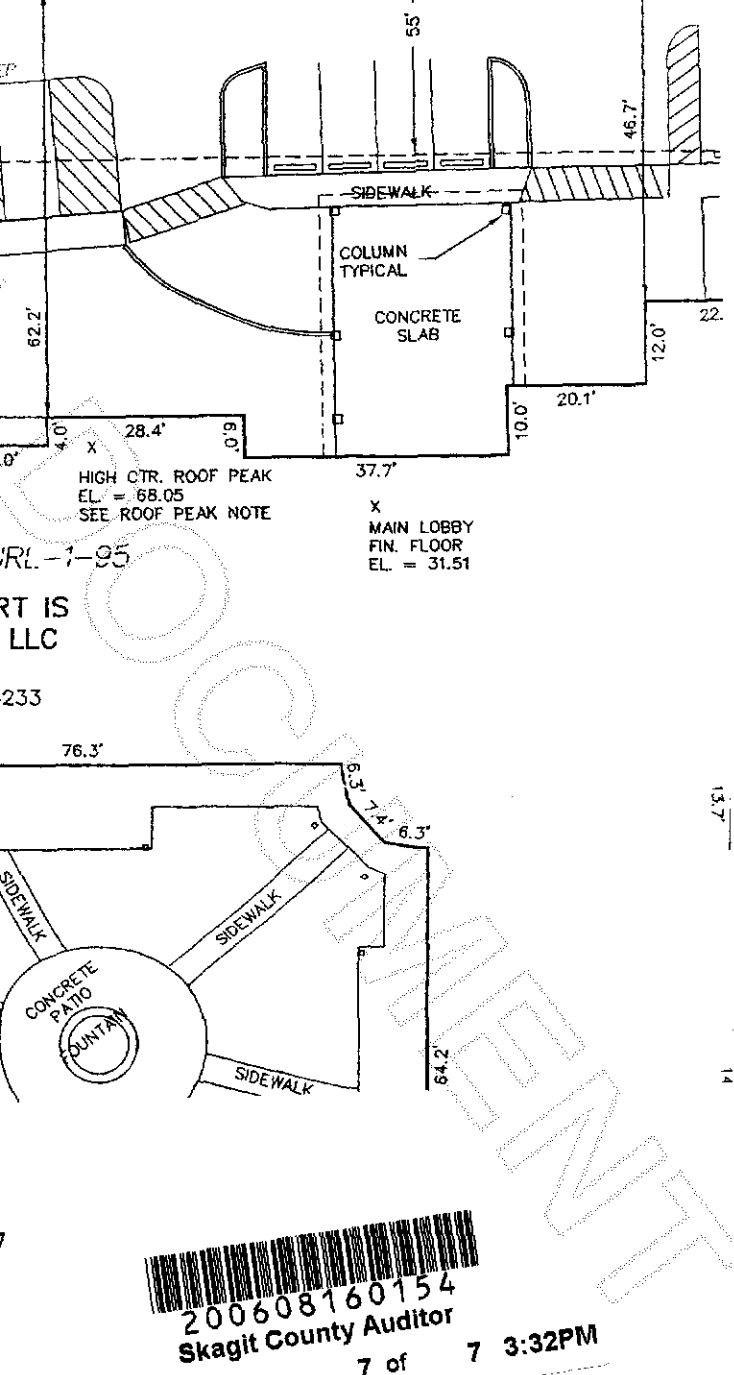 55'
46.7'
SIDEWALK
COLUMN
TYPICAL
CONCRETE
SLAB
62.2'
12.0'
22.
20.1'
10.0'
4.0'
28.4'
6.0'
37.7'
X
HIGH CTR. ROOF PEAK
EL. = 68.05
SEE ROOF PEAK NOTE
X
MAIN LOBBY
FIN. FLOOR
EL. = 31.51
RL-1-95
RT IS
LLC
233
76.3'
6.3'
7.4'
6.3'
13.7'
SIDEWALK
SIDEWALK
CONCRETE
PATIO
FOUNTAIN
SIDEWALK
64.2'
14
DOCUMENT
7
200608160154
Skagit County Auditor
7 of 7 3:32PM